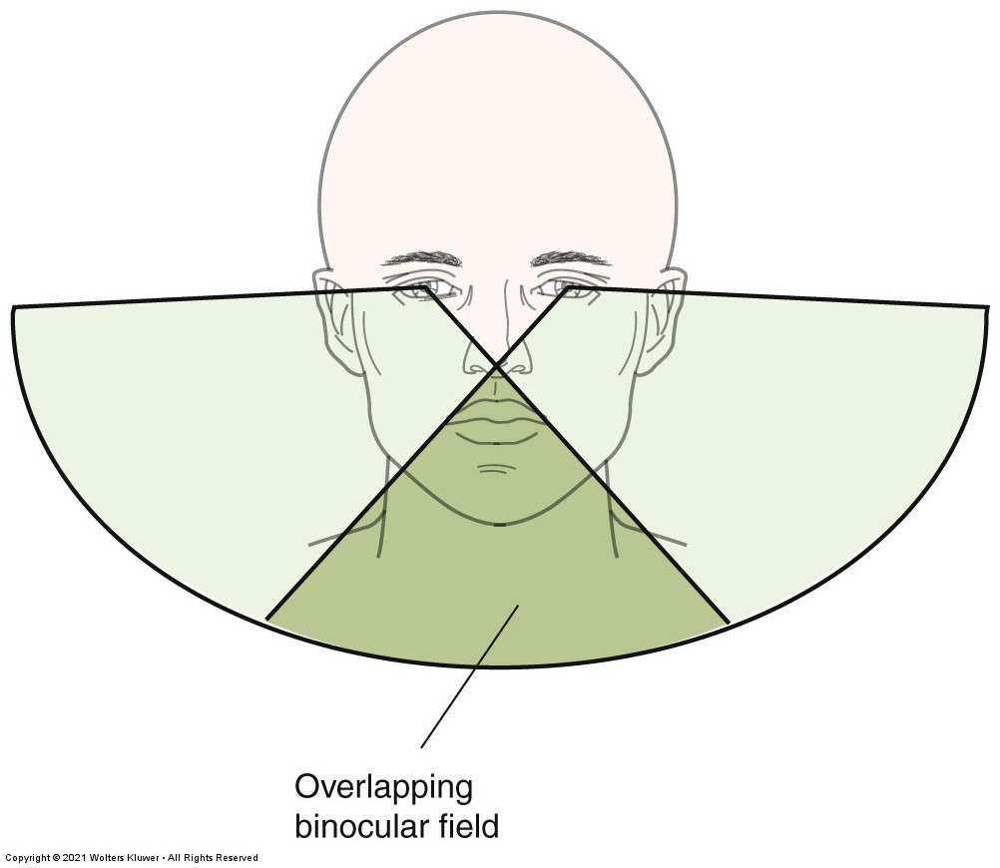 Overlapping
binocular field
Copyright © 2021 Wolters Kluwer - All Rights Reserved